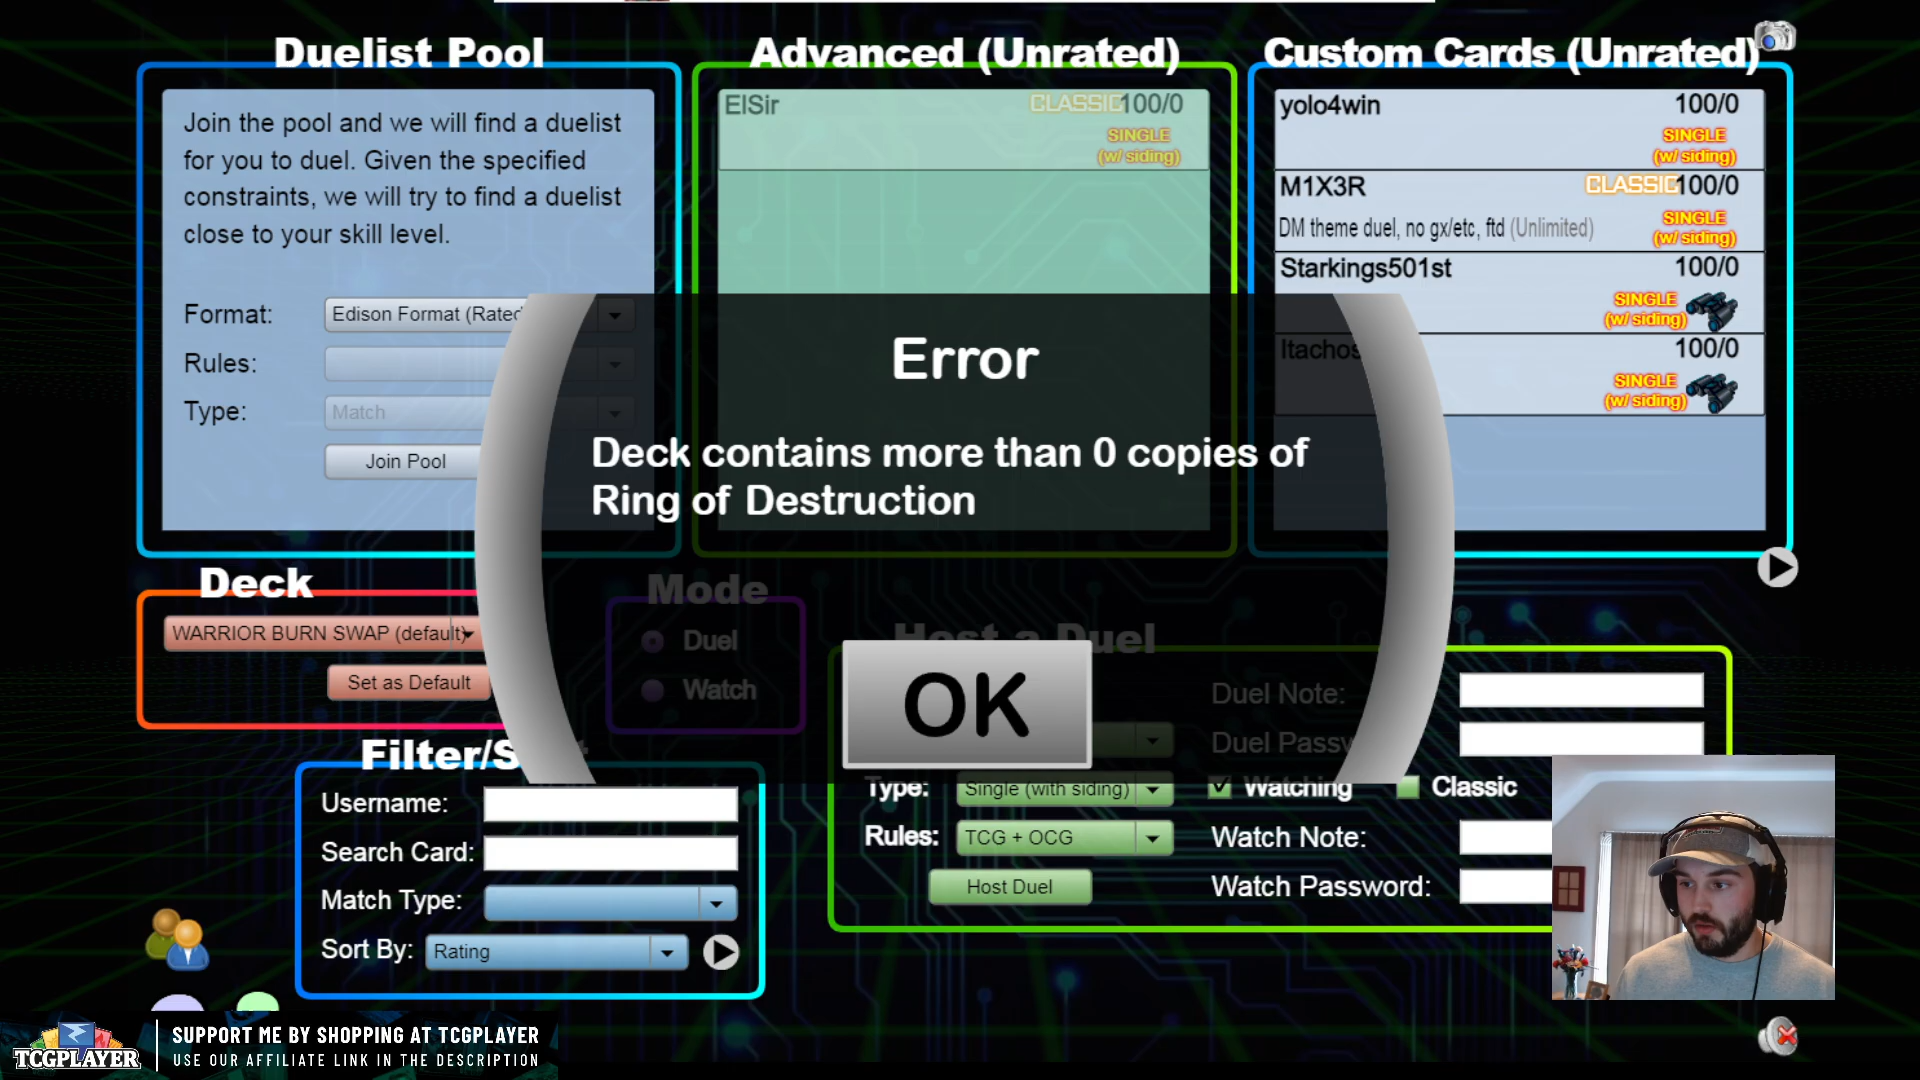 Duelist Pool
Join the pool and we will find a duelist
for you to duel. Given the specified
constraints, we will try to find a duelist
close to your skill level.
Format:
Edison Format (Rated
Rules:
Type:
Match
Join Pool
Advanced (Unrated)
ElSir
CLASSIC
100/0
SINGLE
(w/ siding)
Custom Cards (Unrated)
yolo4win
100/0
SINGLE
(w/ siding)
M1X3R
CLASSIC
100/0
DM theme duel, no gx/etc, ftd (Unlimited)
SINGLE
(w/ siding)
Starkings501st
100/0
SINGLE
(w/ siding)
Itachos
100/0
SINGLE
(w/ siding)
Error
Deck contains more than 0 copies of
Ring of Destruction
OK
Deck
WARRIOR BURN SWAP (default)
Set as Default
Mode
Duel
Watch
Filter/S
Username:
Search Card:
Match Type:
Sort By:
Rating
Host a Duel
Type:
Single (with siding)
Rules:
TCG + OCG
Host Duel
Duel Note:
Duel Passw
Watching
Classic
Watch Note:
Watch Password:
TCGPLAYER
SUPPORT ME BY SHOPPING AT TCGPLAYER
USE OUR AFFILIATE LINK IN THE DESCRIPTION